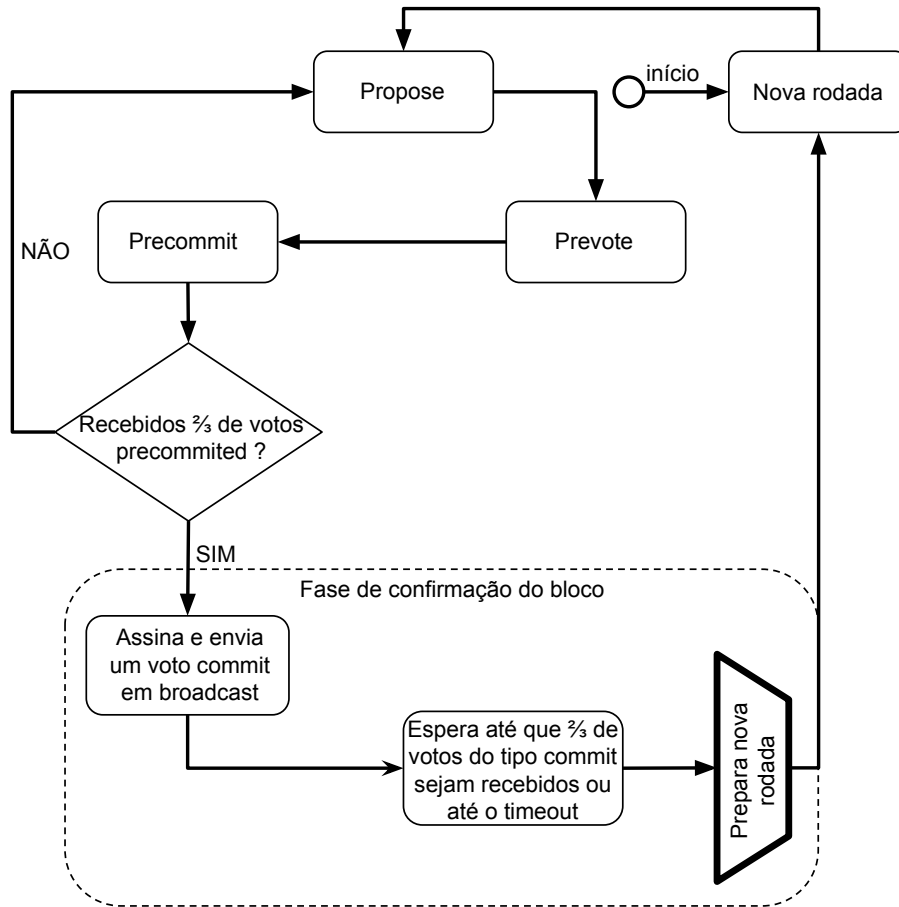 início
Propose
Nova rodada
Precommit
Prevote
NÃO
Recebidos ⅔ de votos
precommited ?
SIM
Fase de confirmação do bloco
Assina e envia
um voto commit
em broadcast
Espera até que ⅔ de
votos do tipo commit
sejam recebidos ou
até o timeout
Prepara nova
rodada